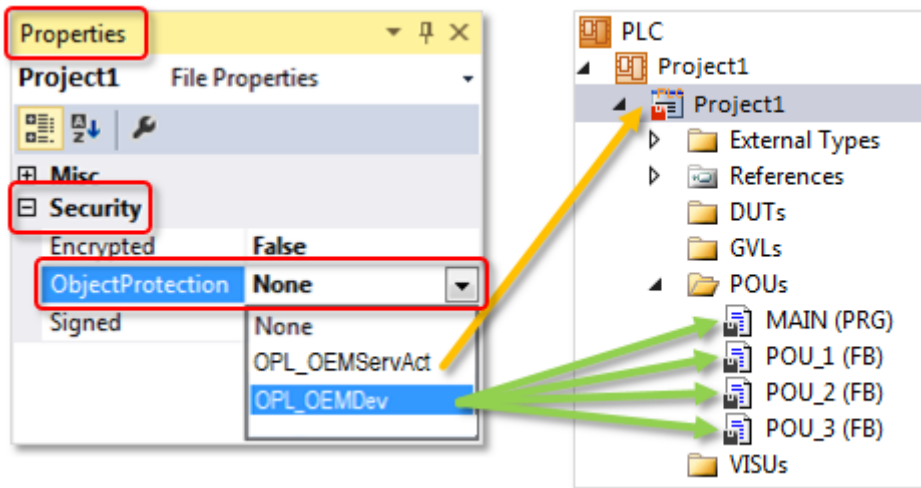 Properties
Project1 File Properties
Misc
Security
Encrypted False
ObjectProtection None
Signed
None
OPL_OEMServAct
OPL_OEMDev
PLC
Project1
Project1
External Types
References
DUTs
GVLs
POUs
MAIN (PRG)
POU_1 (FB)
POU_2 (FB)
POU_3 (FB)
VISUs